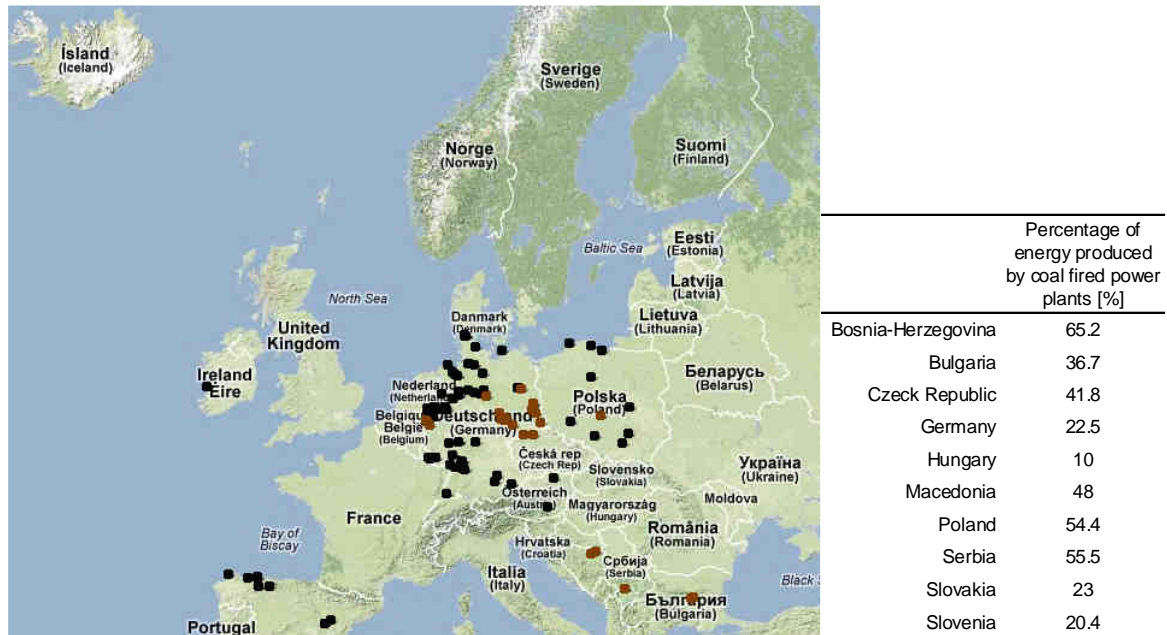 Ísland
(Iceland)
Sverige
(Sweden)
Norge
(Norway)
Suomi
(Finland)
Baltic Sea
Eesti
(Estonia)
Latvija
(Latvia)
North Sea
Danmark
(Denmark)
Lietuva
(Lithuania)
United
Kingdom
Беларусь
(Belarus)
Ireland
Éire
Nederland
(Netherland
Polska
(Poland)
Belgique
België
(Belgium)
Deutschland
(Germany)
Česká rep
(Czech Rep)
Slovensko
(Slovakia)
Україна
(Ukraine)
Österreich
(Austria)
Magyarország
(Hungary)
Moldova
France
România
(Romania)
Bay of
Biscay
Hrvatska
(Croatia)
Србија
(Serbia)
Italia
(Italy)
Black S
България
(Bulgaria)
Portugal
Percentage of
energy produced
by coal fired power
plants [%]
Bosnia-Herzegovina 65.2
Bulgaria 36.7
Czeck Republic 41.8
Germany 22.5
Hungary 10
Macedonia 48
Poland 54.4
Serbia 55.5
Slovakia 23
Slovenia 20.4